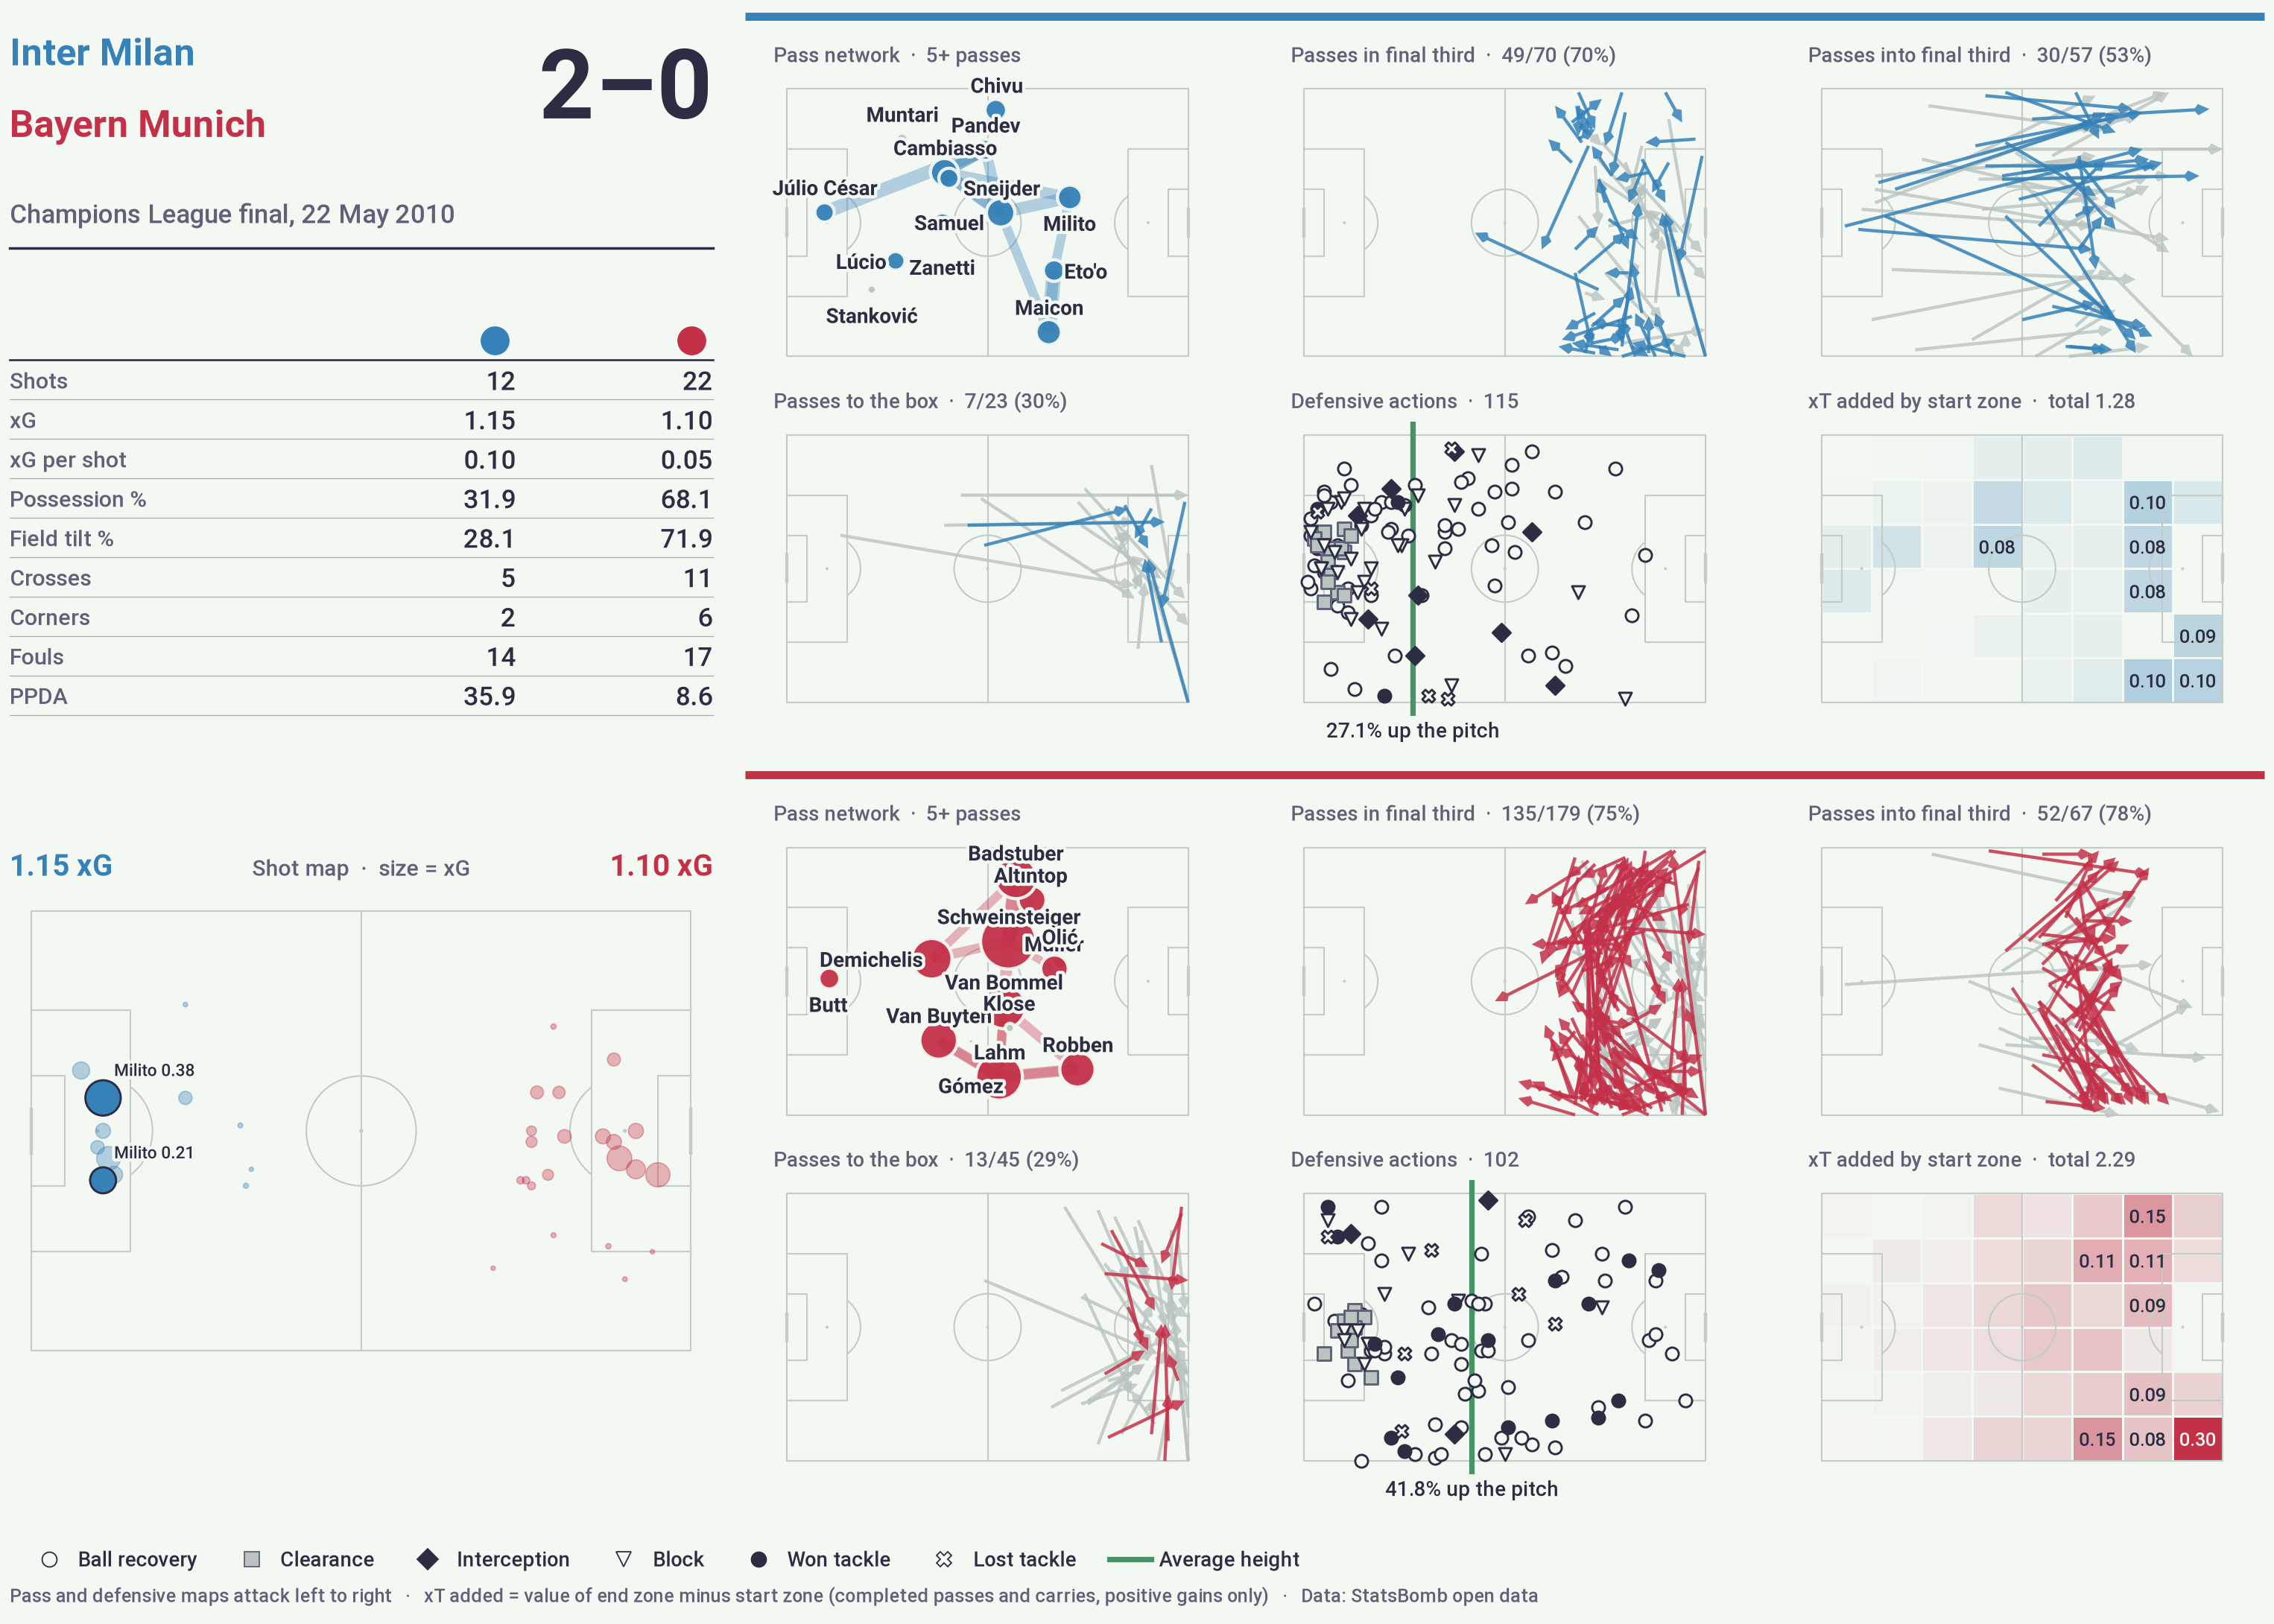 Inter Milan
Bayern Munich
2–0
Champions League final, 22 May 2010
Shots 12 22
xG 1.15 1.10
xG per shot 0.10 0.05
Possession % 31.9 68.1
Field tilt % 28.1 71.9
Crosses 5 11
Corners 2 6
Fouls 14 17
PPDA 35.9 8.6
1.15 xG
Shot map · size = xG
1.10 xG
Milito 0.38
Milito 0.21
Pass network · 5+ passes
Chivu
Muntari
Pandev
Cambiasso
Júlio César
Sneijder
Samuel
Milito
Lúcio
Zanetti
Eto'o
Maicon
Stanković
Passes in final third · 49/70 (70%)
Passes into final third · 30/57 (53%)
Passes to the box · 7/23 (30%)
Defensive actions · 115
27.1% up the pitch
xT added by start zone · total 1.28
0.10
0.08 0.08
0.08
0.09
0.10 0.10
Pass network · 5+ passes
Badstuber
Altıntop
Schweinsteiger
Olić
Demichelis
Van Bommel
Butt
Klose
Van Buyten
Lahm
Robben
Gómez
Passes in final third · 135/179 (75%)
Passes into final third · 52/67 (78%)
Passes to the box · 13/45 (29%)
Defensive actions · 102
41.8% up the pitch
xT added by start zone · total 2.29
0.15
0.11 0.11
0.09
0.09
0.15 0.08 0.30
Ball recovery Clearance Interception Block Won tackle Lost tackle Average height
Pass and defensive maps attack left to right · xT added = value of end zone minus start zone (completed passes and carries, positive gains only) · Data: StatsBomb open data